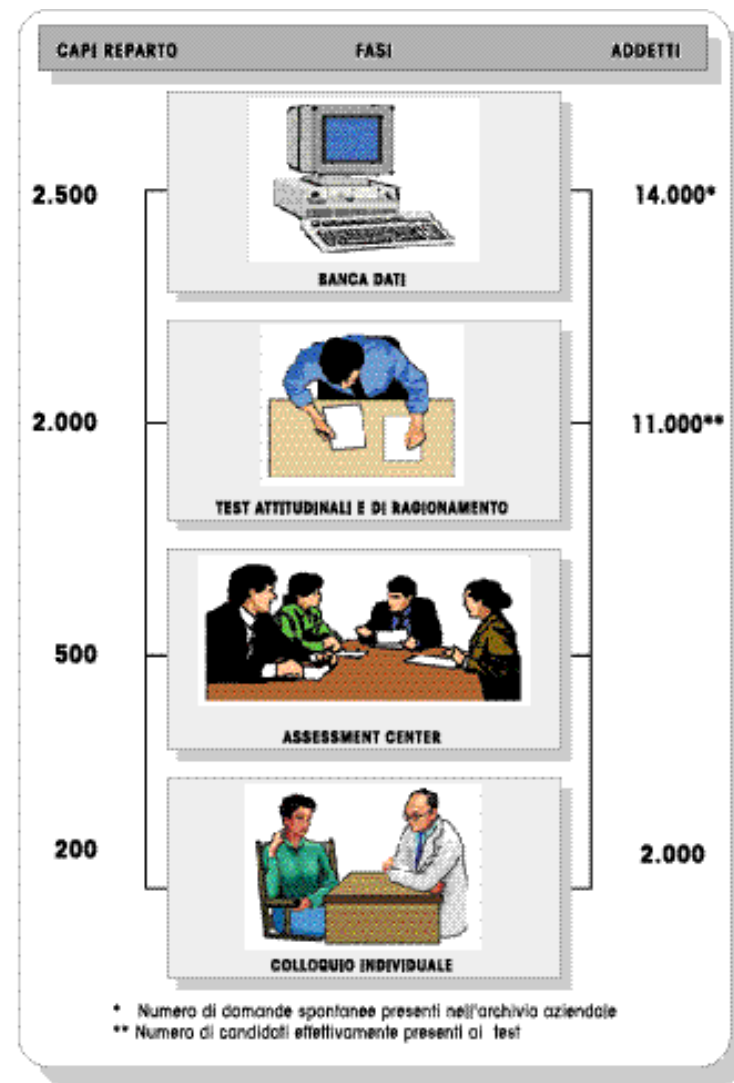 CAPI REPARTO FASI ADDETTI
2.500 14.000*
BANCA DATI
2.000 11.000**
TEST ATTITUDINALI E DI RAGIONAMENTO
500
ASSESSMENT CENTER
200 2.000
COLLOQUIO INDIVIDUALE
* Numero di domande spontanee presenti nell'archivio aziendale
** Numero di candidati effettivamente presenti ai test